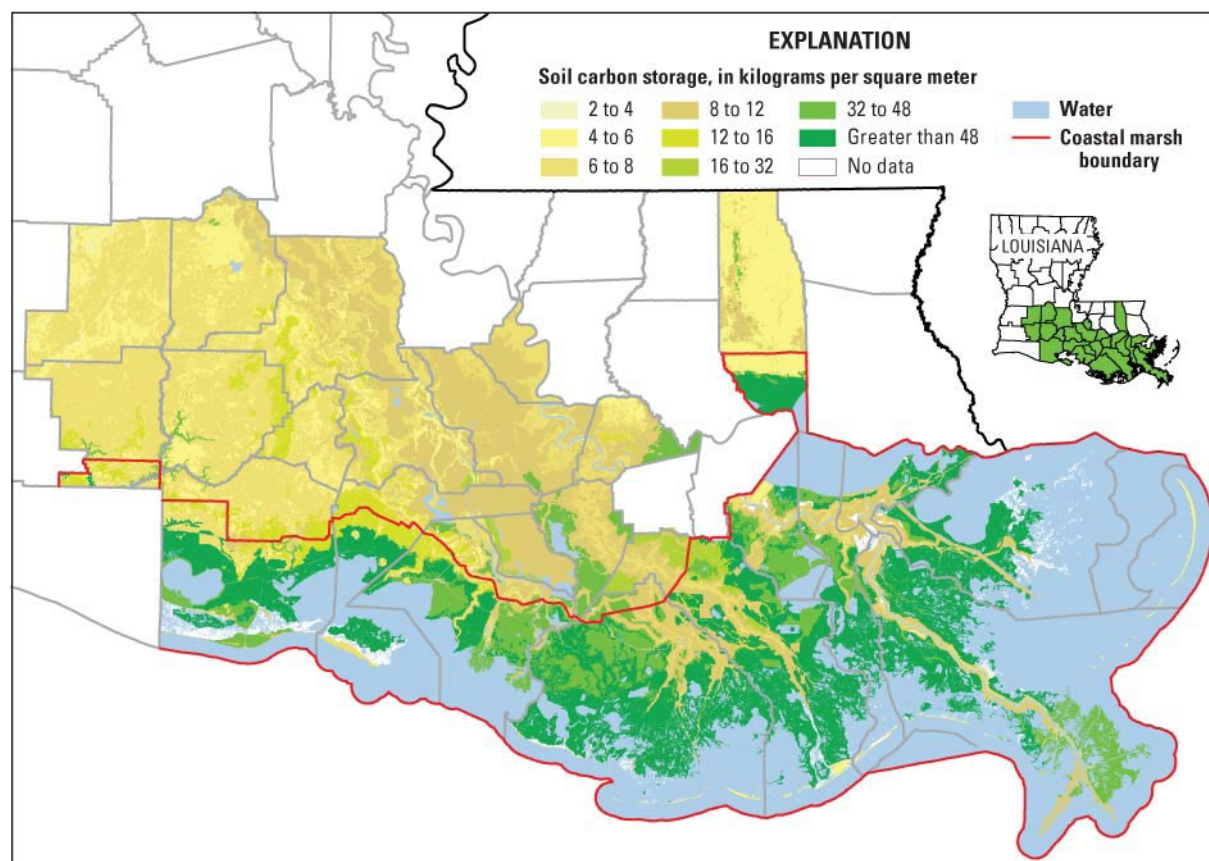 EXPLANATION
Soil carbon storage, in kilograms per square meter
2 to 4
4 to 6
6 to 8
8 to 12
12 to 16
16 to 32
32 to 48
Greater than 48
No data
Water
Coastal marsh
boundary
LOUISIANA